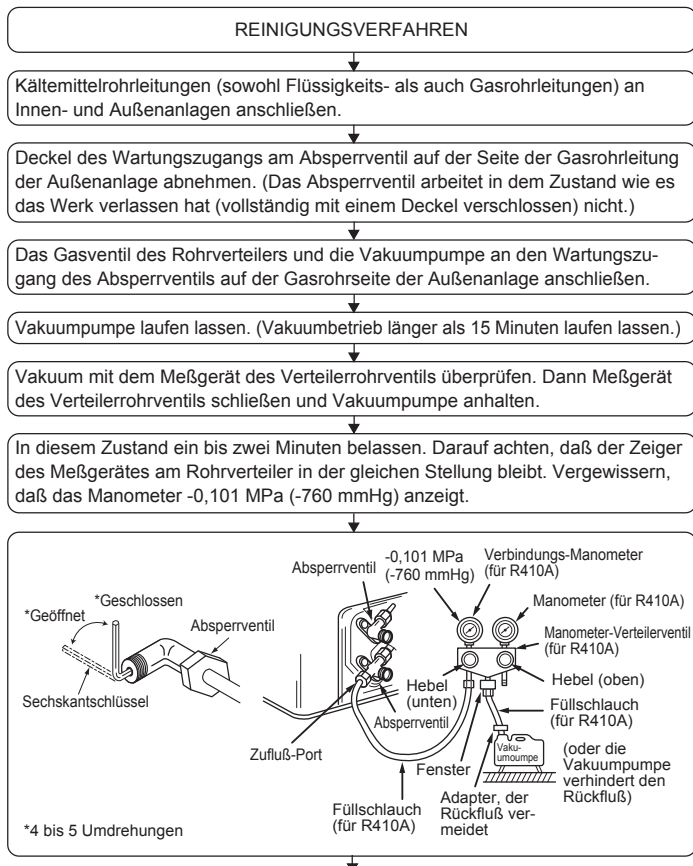 REINIGUNGSVERFAHREN
Kältemittelrohrleitungen (sowohl Flüssigkeits- als auch Gasrohrleitungen) an
Innen- und Außenanlagen anschließen.
Deckel des Wartungszugangs am Absperrventil auf der Seite der Gasrohrleitung
der Außenanlage abnehmen. (Das Absperrventil arbeitet in dem Zustand wie es
das Werk verlassen hat (vollständig mit einem Deckel verschlossen) nicht.)
Das Gasventil des Rohrverteilers und die Vakuumpumpe an den Wartungszu-
gang des Absperrventils auf der Gasrohrseite der Außenanlage anschließen.
Vakuumpumpe laufen lassen. (Vakuumbetrieb länger als 15 Minuten laufen lassen.)
Vakuum mit dem Meßgerät des Verteilerrohrventils überprüfen. Dann Meßgerät
des Verteilerrohrventils schließen und Vakuumpumpe anhalten.
In diesem Zustand ein bis zwei Minuten belassen. Darauf achten, daß der Zeiger
des Meßgerätes am Rohrverteiler in der gleichen Stellung bleibt. Vergewissern,
daß das Manometer -0,101 MPa (-760 mmHg) anzeigt.
*Geschlossen
*Geöffnet
Absperrventil
Sechskantschlüssel
*4 bis 5 Umdrehungen
Absperrventil
-0,101 MPa
(-760 mmHg)
Verbindungs-Manometer
(für R410A)
Manometer (für R410A)
Manometer-Verteilerventil
(für R410A)
Hebel
(unten)
Hebel (oben)
Absperrventil
Zufluß-Port
Füllschlauch
(für R410A)
Fenster
Füllschlauch
(für R410A)
Vaku-
umoumpe
(oder die
Vakuumpumpe
verhindert den
Rückfluß)
Adapter, der
Rückfluß ver-
meidet